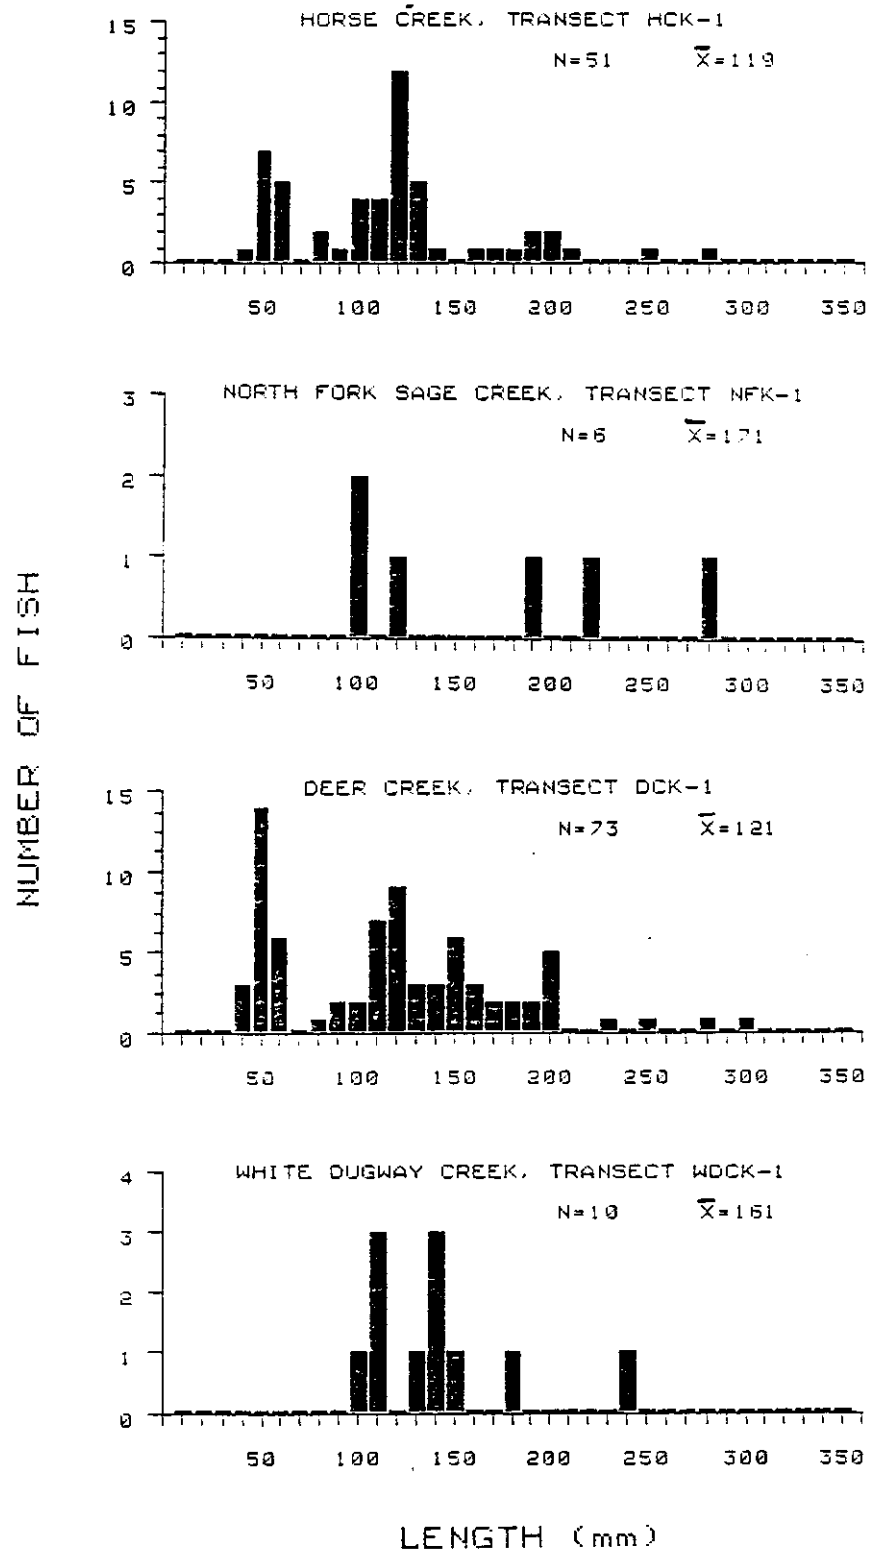 HORSE CREEK, TRANSECT HCK-1
N=51 X=119
15
10
5
0
50 100 150 200 250 300 350
NORTH FORK SAGE CREEK, TRANSECT NFK-1
N=6 X=171
3
2
1
0
50 100 150 200 250 300 350
DEER CREEK, TRANSECT DCK-1
N=73 X=121
15
10
5
0
50 100 150 200 250 300 350
WHITE DUGWAY CREEK, TRANSECT WDCK-1
N=10 X=161
4
3
2
1
0
50 100 150 200 250 300 350
NUMBER OF FISH
LENGTH (mm)